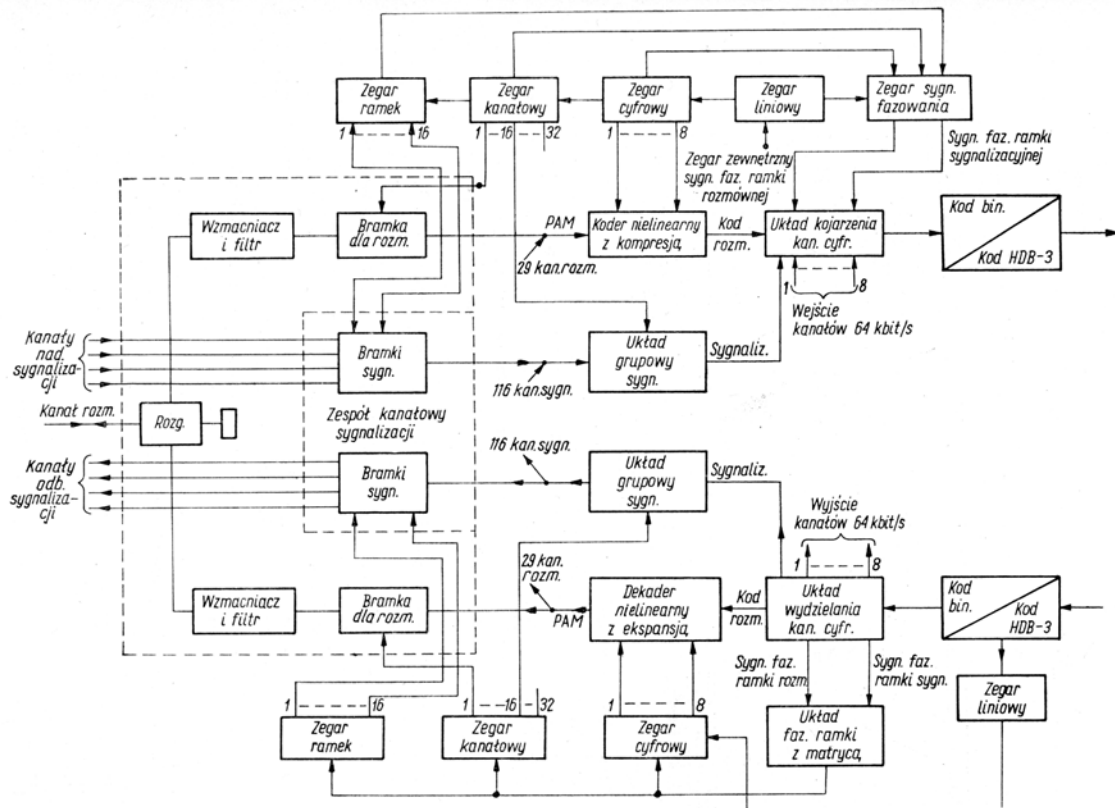 Zegar ramek
Zegar kanałowy
Zegar cyfrowy
Zegar liniowy
Zegar sygn. fazowania
1 – – – – 16
1 – 16 – 32
1 – – – – 8
Zegar zewnętrzny
sygn. faz. ramki
rozmównej
Sygn. faz. ramki
sygnalizacyjnej
Wzmacniacz
i filtr
Bramka
dla rozm.
PAM
29 kan. rozm.
Koder nielinearny
z kompresją
Kod
rozm.
Układ kojarzenia
kan. cyfr.
Kod bin.
Kod HDB-3
1 – – – – 8
Wejście
kanałów 64 kbit/s
Kanały
nad.
sygnaliza-
cji
Bramki
sygn.
116 kan. sygn.
Układ
grupowy
sygn.
Sygnaliz.
Kanał rozm.
Rozg.
Zespół kanałowy
sygnalizacji
Kanały
odb.
sygnaliza-
cji
Bramki
sygn.
116 kan. sygn.
Układ
grupowy
sygn.
Sygnaliz.
Wyjście
kanałów 64 kbit/s
1 – – – – 8
Wzmacniacz
i filtr
Bramka
dla rozm.
29 kan.
rozm.
PAM
Dekader
nielinearny
z ekspansją
Kod
rozm.
Układ
wydzielania
kan. cyfr.
Kod
bin.
Kod
HDB-3
Sygn. faz.
ramki rozm.
Sygn. faz.
ramki sygn.
1 – – – – 16
1 – – 16 – 32
1 – – – – 8
Zegar
ramek
Zegar
kanałowy
Zegar
cyfrowy
Układ
faz. ramki
z matrycą
Zegar
liniowy